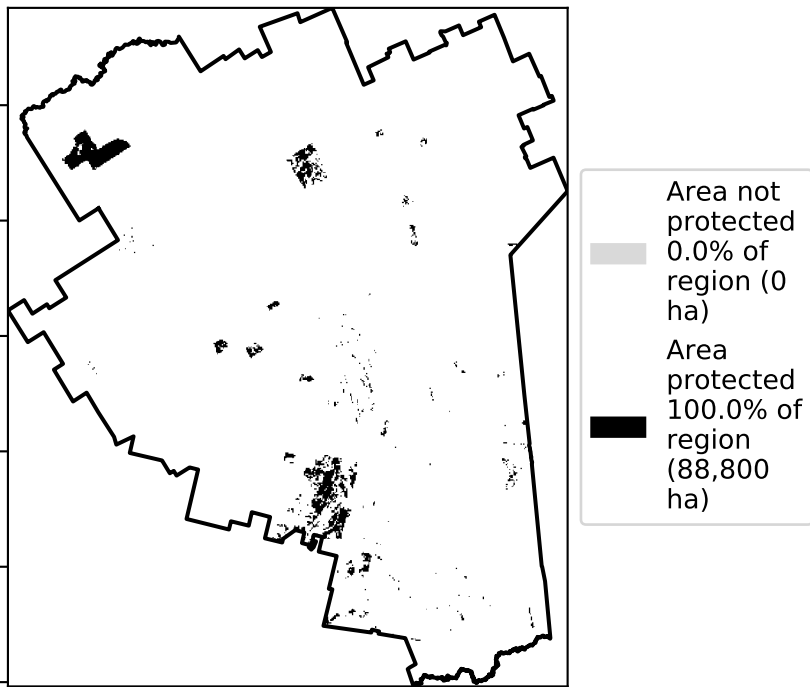 Area not
protected
0.0% of
region (0
ha)
Area
protected
100.0% of
region
(88,800
ha)